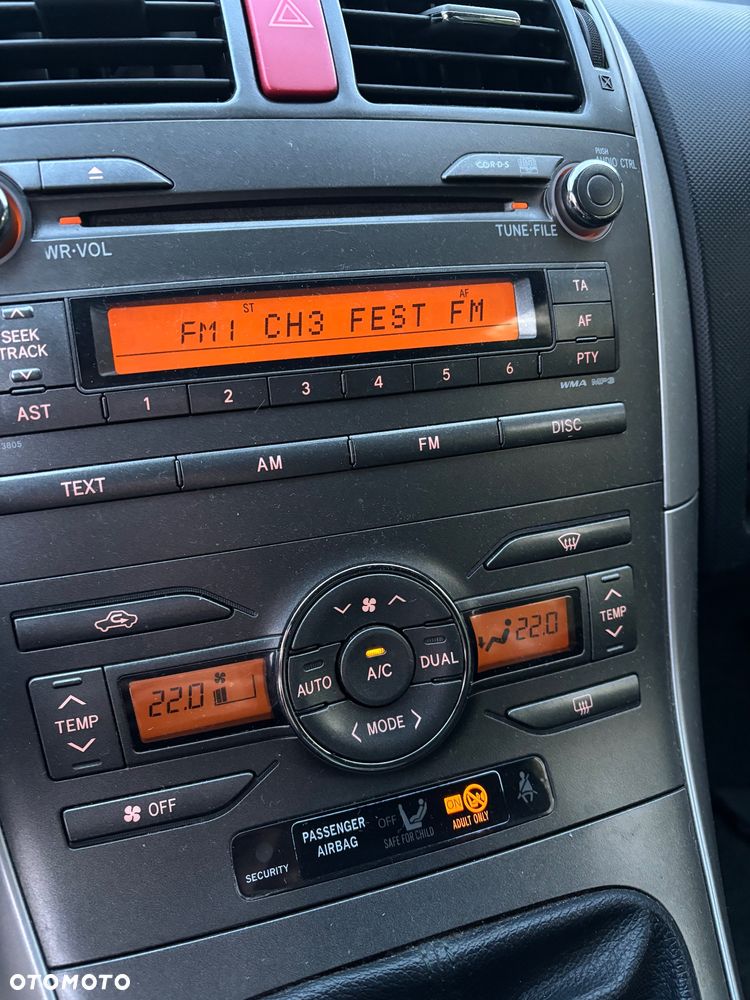 PUSH
AUDIO CTRL
C·D·R-D-S
WR·VOL
TUNE·FILE
ST
AF
FM1 CH3 FEST FM
SEEK
TRACK
TA
AF
PTY
AST
1
2
3
4
5
6
WMA MP3
3805
TEXT
AM
FM
DISC
TEMP
22.0
AUTO
A/C
DUAL
MODE
22.0
TEMP
OFF
SECURITY
PASSENGER
AIRBAG
OFF
SAFE FOR CHILD
ON
ADULT ONLY
OTOMOTO